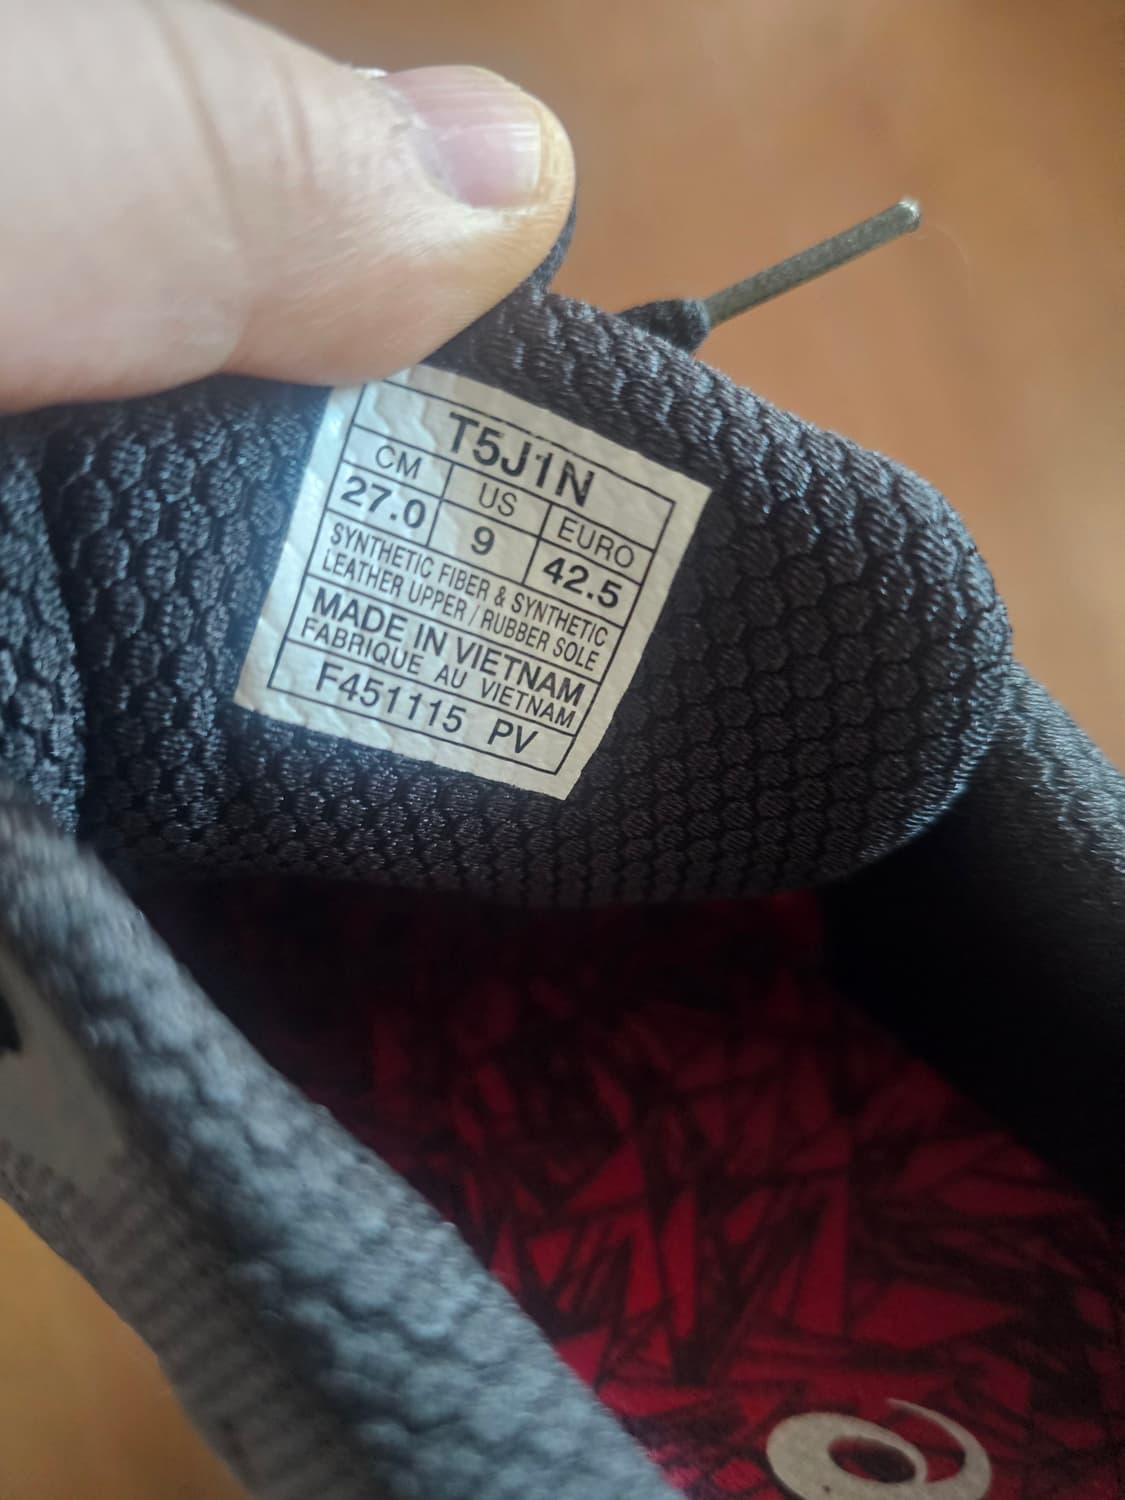 T5J1N
CM US EURO
27.0 9 42.5
SYNTHETIC FIBER & SYNTHETIC
LEATHER UPPER / RUBBER SOLE
MADE IN VIETNAM
FABRIQUE AU VIETNAM
F451115 PV